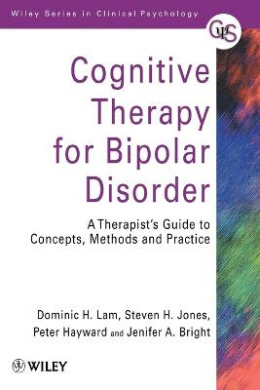 Wiley Series in Clinical Psychology
CPS
Cognitive
Therapy
for Bipolar
Disorder
A Therapist's Guide to
Concepts, Methods and Practice
Dominic H. Lam, Steven H. Jones,
Peter Hayward and Jenifer A. Bright
WILEY